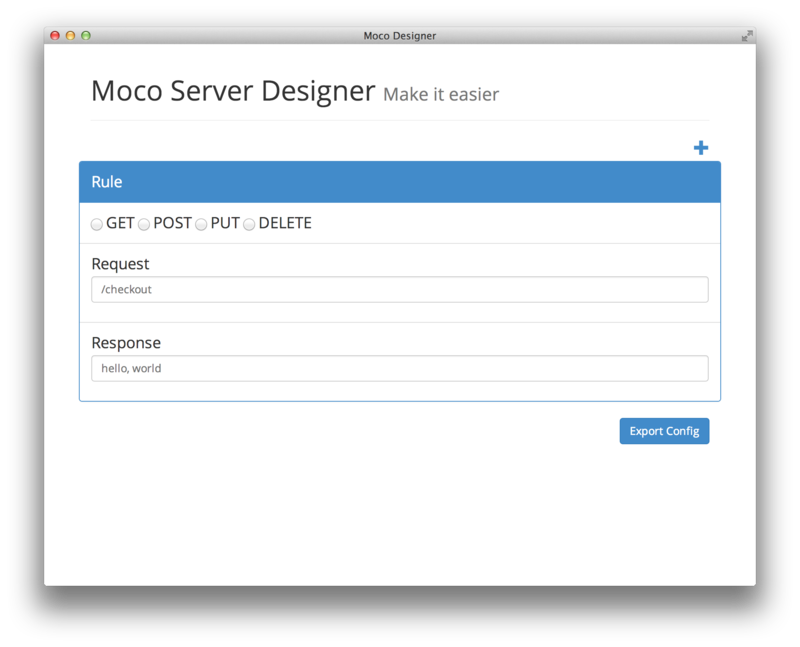 Moco Designer
Moco Server Designer Make it easier
Rule
GET POST PUT DELETE
Request
/checkout
Response
hello, world
Export Config